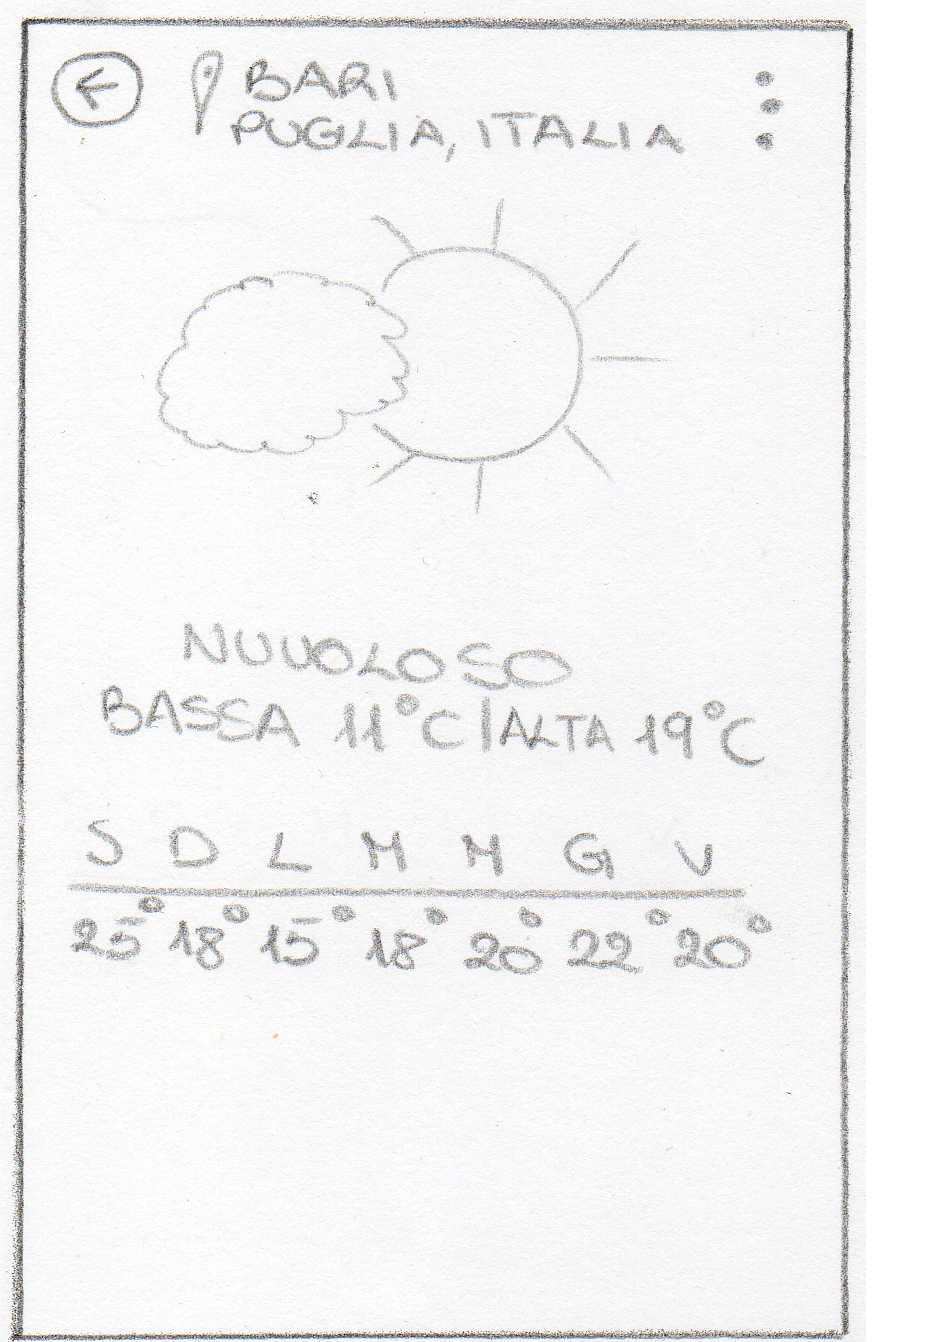 BARI
PUGLIA, ITALIA
NUVOLOSO
BASSA 11°C|ALTA 19°C
S D L M M G V
25° 18° 15° 18° 20° 22° 20°